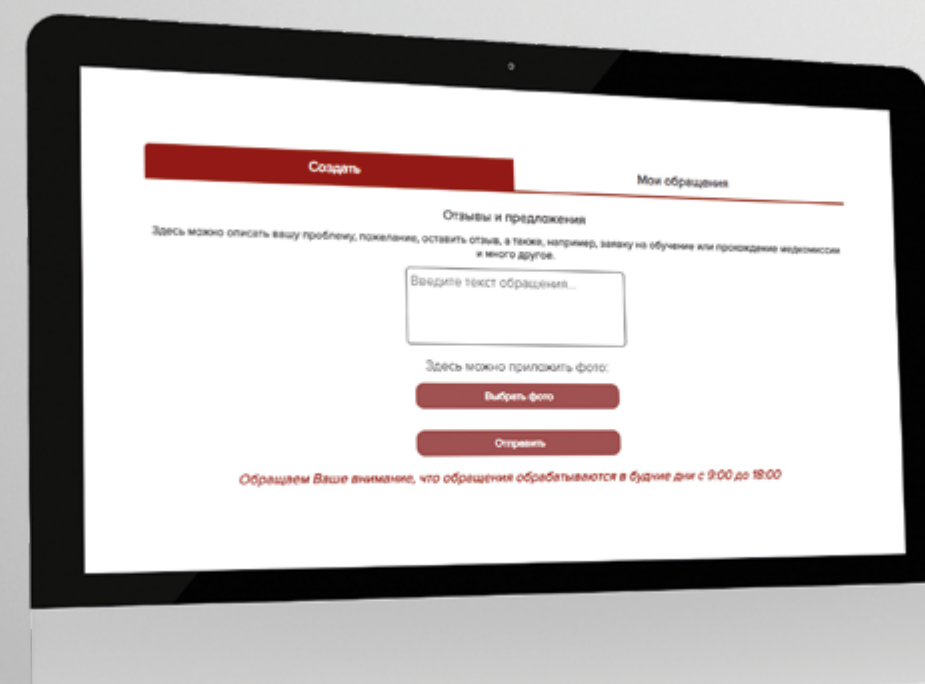 Создать
Мои обращения
Отзывы и предложения
Здесь можно описать вашу проблему, пожелание, оставить отзыв, а также, например, заявку на обучение или прохождение медкомиссии
и много другое.
Введите текст обращения...
Здесь можно приложить фото:
Выбрать фото
Отправить
Обращаем Ваше внимание, что обращения обрабатываются в будние дни с 9:00 до 18:00